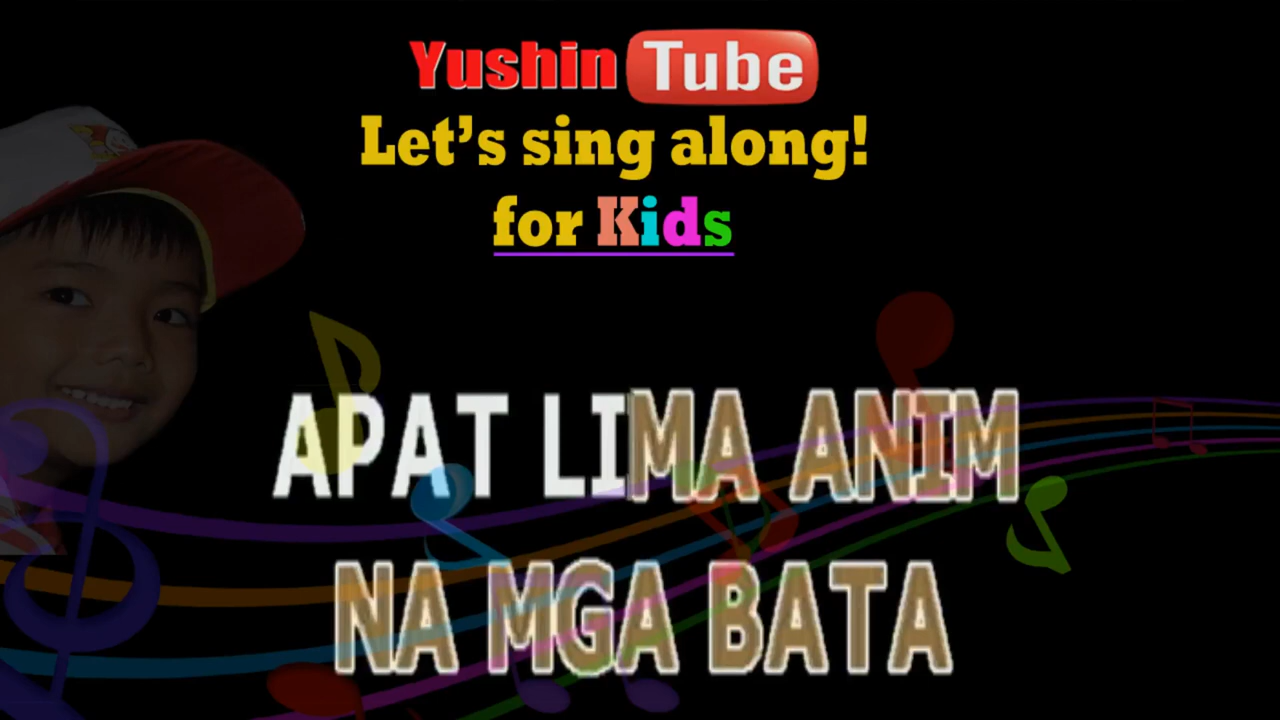 Yushin Tube
Let's sing along!
for Kids
APAT LIMA ANIM
NA MGA BATA